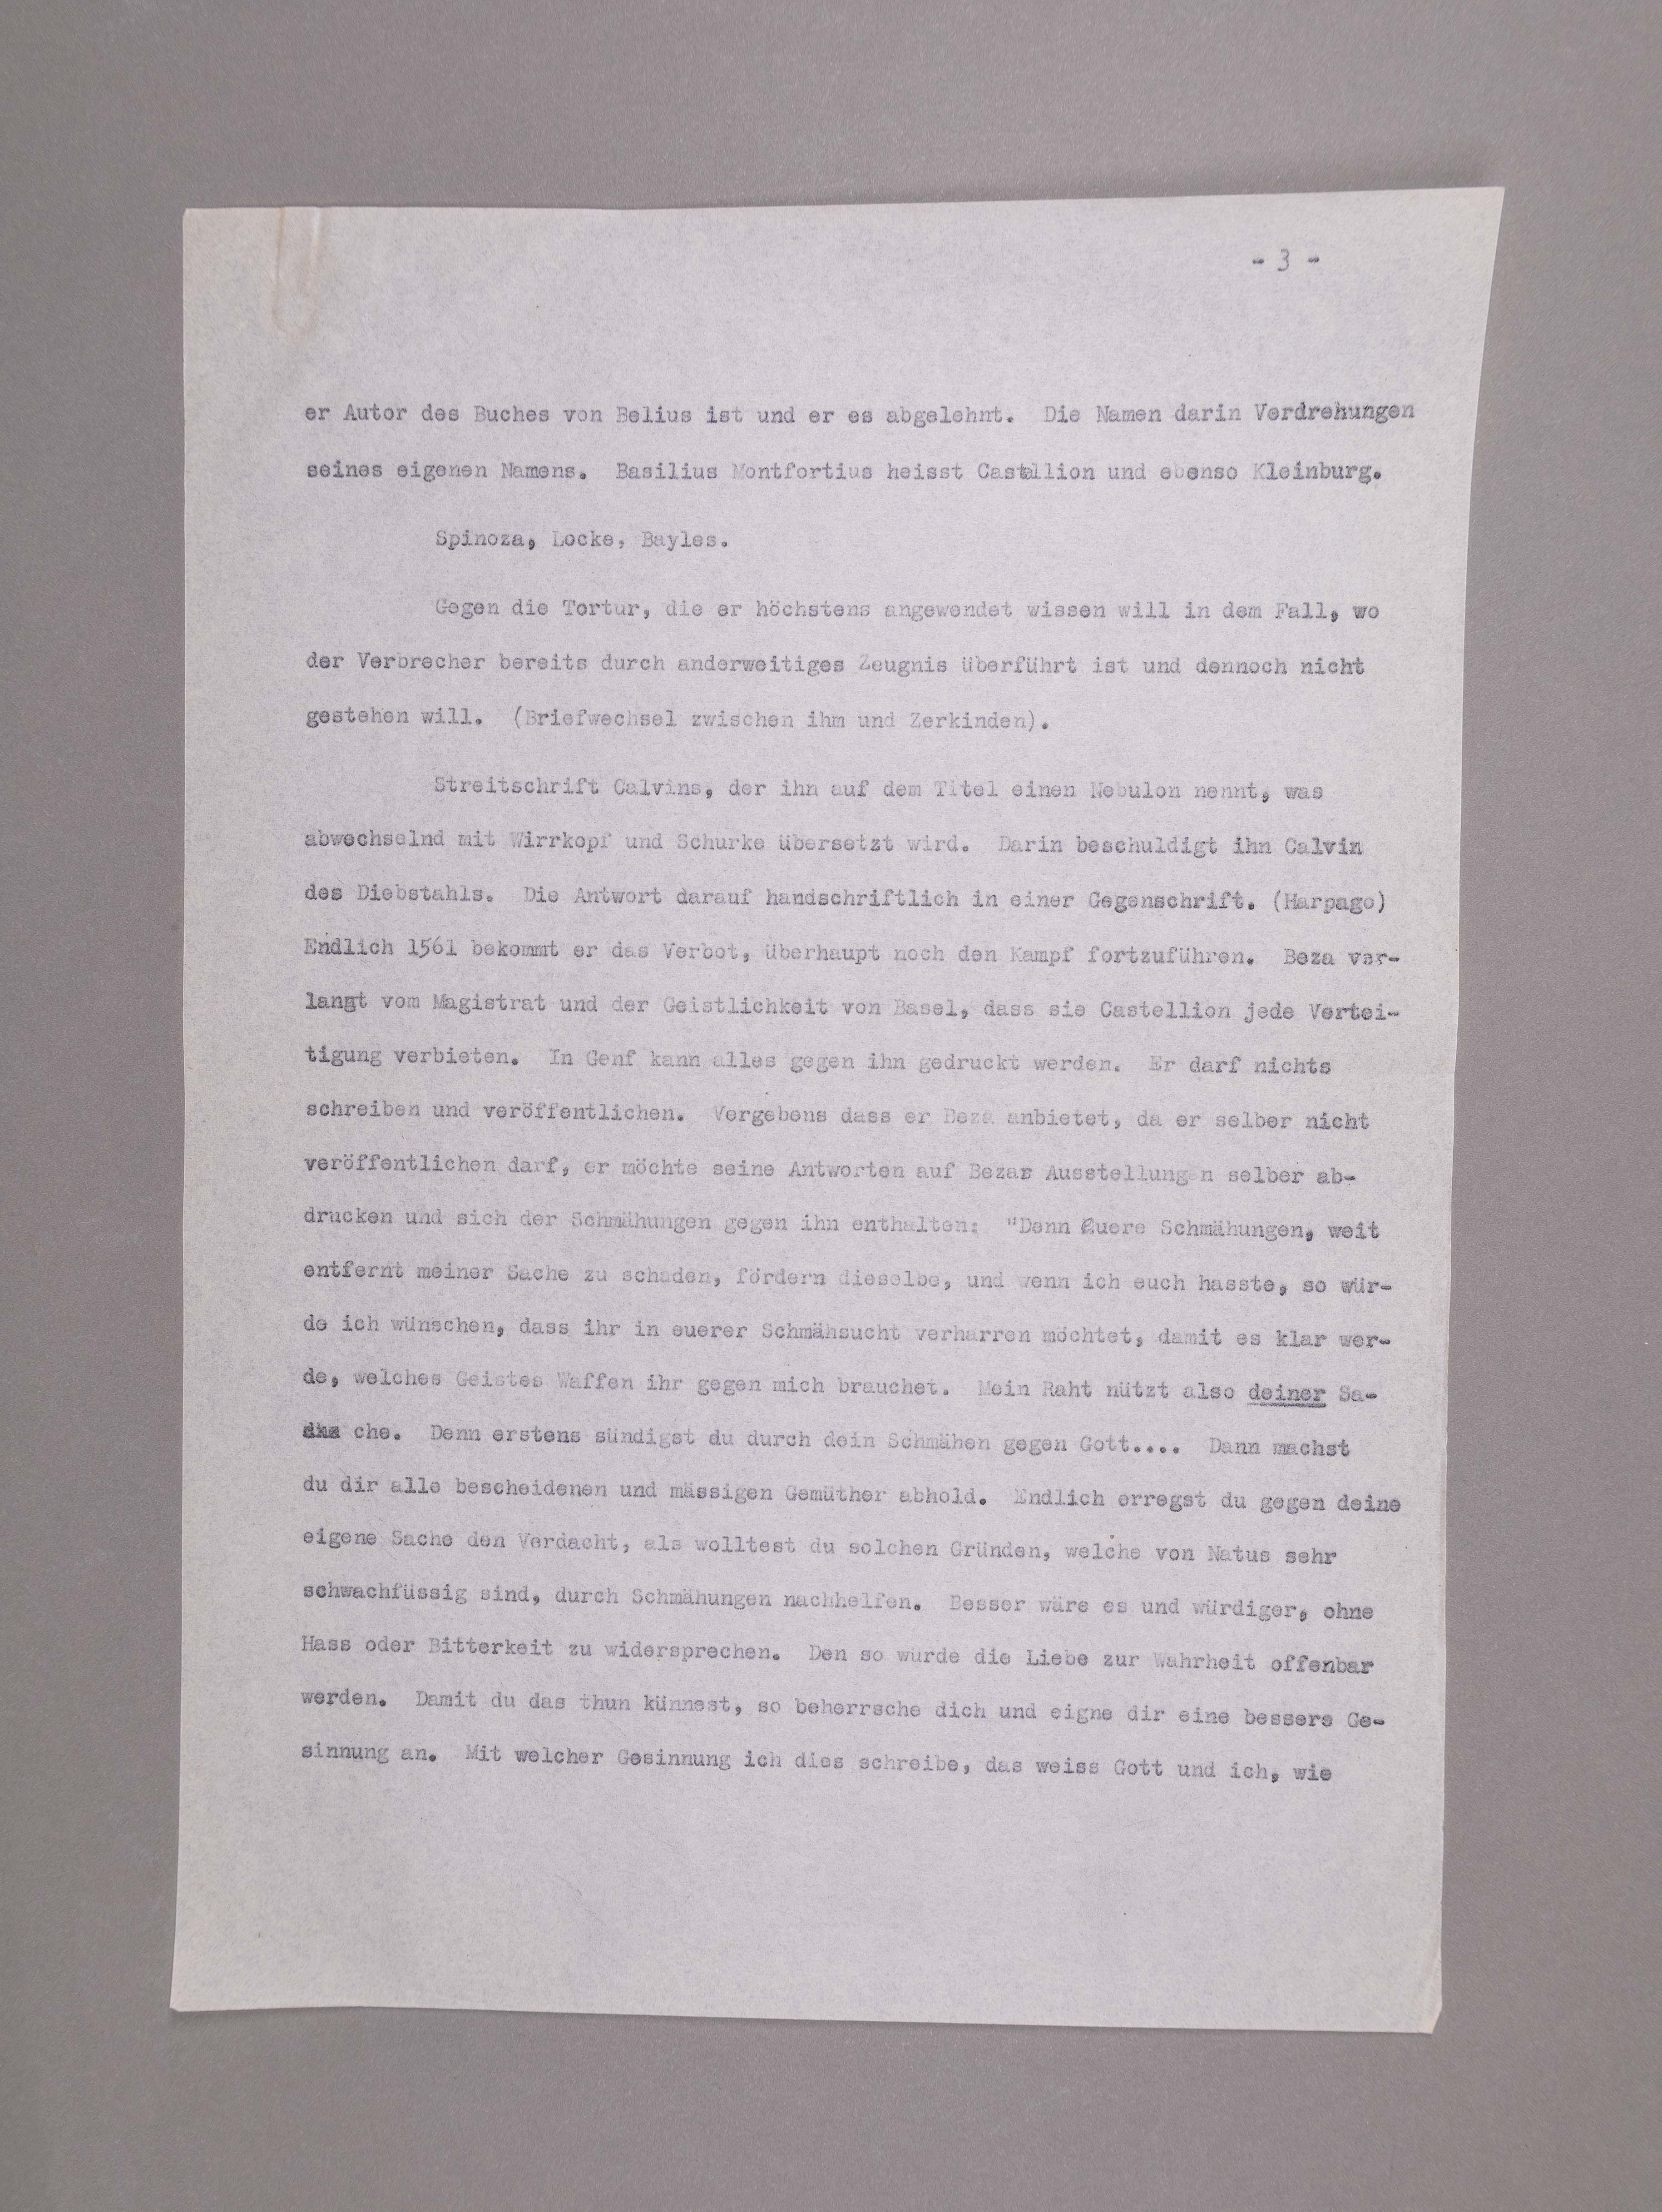 - 3 -
er Autor des Buches von Belius ist und er es abgelehnt. Die Namen darin Verdrehungen
seines eigenen Namens. Basilius Montfortius heisst Castellion und ebenso Kleinburg.
Spinoza, Locke, Bayles.
Gegen die Tortur, die er höchstens angewendet wissen will in dem Fall, wo
der Verbrecher bereits durch anderweitiges Zeugnis überführt ist und dennoch nicht
gestehen will. (Briefwechsel zwischen ihm und Zerkinden).
Streitschrift Calvins, der ihn auf dem Titel einen Nebulon nennt, was
abwechselnd mit Wirrkopf und Schurke übersetzt wird. Darin beschuldigt ihn Calvin
des Diebstahls. Die Antwort darauf handschriftlich in einer Gegenschrift. (Harpago)
Endlich 1561 bekommt er das Verbot, überhaupt noch den Kampf fortzuführen. Beza ver-
langt vom Magistrat und der Geistlichkeit von Basel, dass sie Castellion jede Vertei-
tigung verbieten. In Genf kann alles gegen ihn gedruckt werden. Er darf nichts
schreiben und veröffentlichen. Vergebens dass er Beza anbietet, da er selber nicht
veröffentlichen darf, er möchte seine Antworten auf Bezas Ausstellungen selber ab-
drucken und sich der Schmähungen gegen ihn enthalten: "Denn Euere Schmähungen, weit
entfernt meiner Sache zu schaden, fördern dieselbe, und wenn ich euch hasste, so wür-
de ich wünschen, dass ihr in euerer Schmähsucht verharren möchtet, damit es klar wer-
de, welches Geistes Waffen ihr gegen mich brauchet. Mein Raht nützt also deiner Sa-
che. Denn erstens sündigst du durch dein Schmähen gegen Gott.... Dann machst
du dir alle bescheidenen und mässigen Gemüther abhold. Endlich erregst du gegen deine
eigene Sache den Verdacht, als wolltest du solchen Gründen, welche von Natus sehr
schwachfüssig sind, durch Schmähungen nachhelfen. Besser wäre es und würdiger, ohne
Hass oder Bitterkeit zu widersprechen. Den so würde die Liebe zur Wahrheit offenbar
werden. Damit du das thun künnest, so beherrsche dich und eigne dir eine bessere Ge-
sinnung an. Mit welcher Gesinnung ich dies schreibe, das weiss Gott und ich, wie